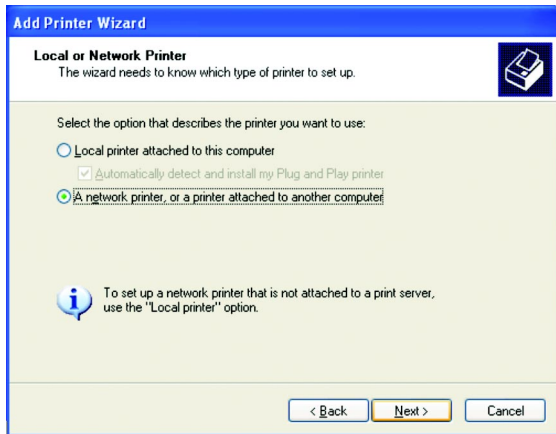 Add Printer Wizard
Local or Network Printer
The wizard needs to know which type of printer to set up.
Select the option that describes the printer you want to use:
Local printer attached to this computer
Automatically detect and install my Plug and Play printer
A network printer, or a printer attached to another computer
To set up a network printer that is not attached to a print server,
use the "Local printer" option.
< Back Next > Cancel